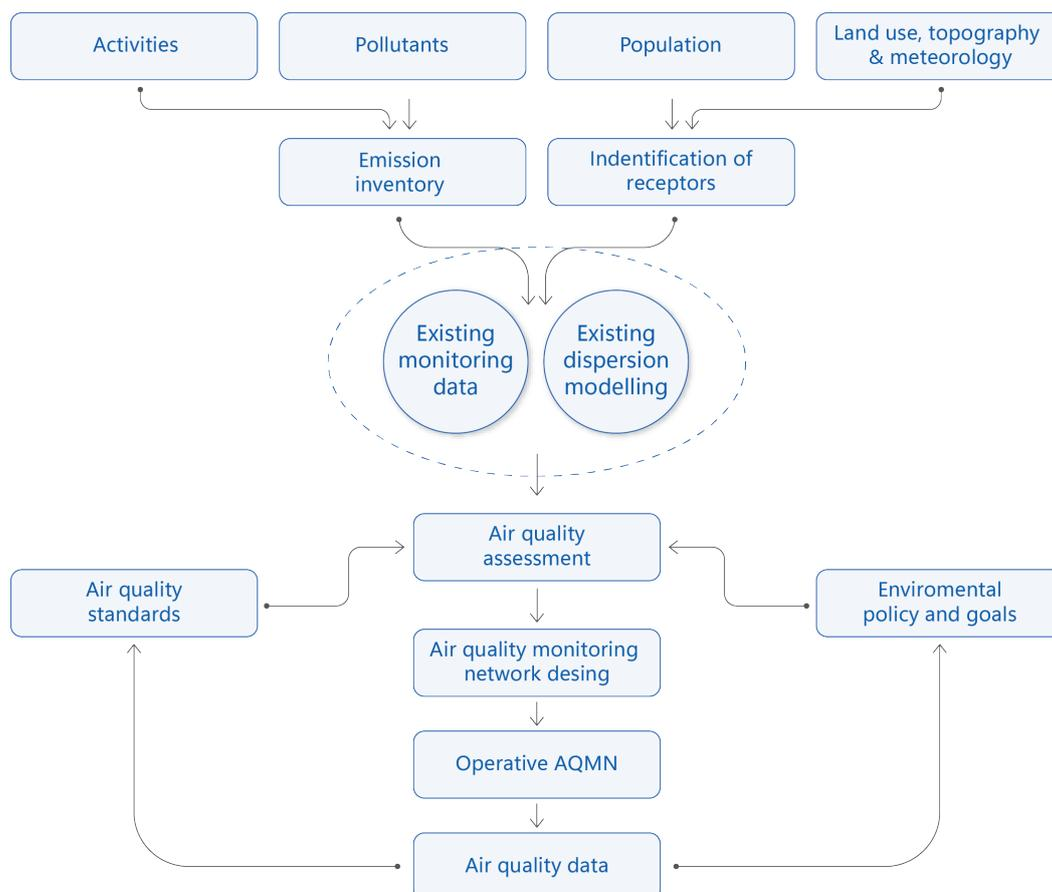 Activities
Pollutants
Population
Land use, topography
& meteorology
Emission
inventory
Indentification of
receptors
Existing
monitoring
data
Existing
dispersion
modelling
Air quality
assessment
Air quality
standards
Enviromental
policy and goals
Air quality monitoring
network desing
Operative AQMN
Air quality data